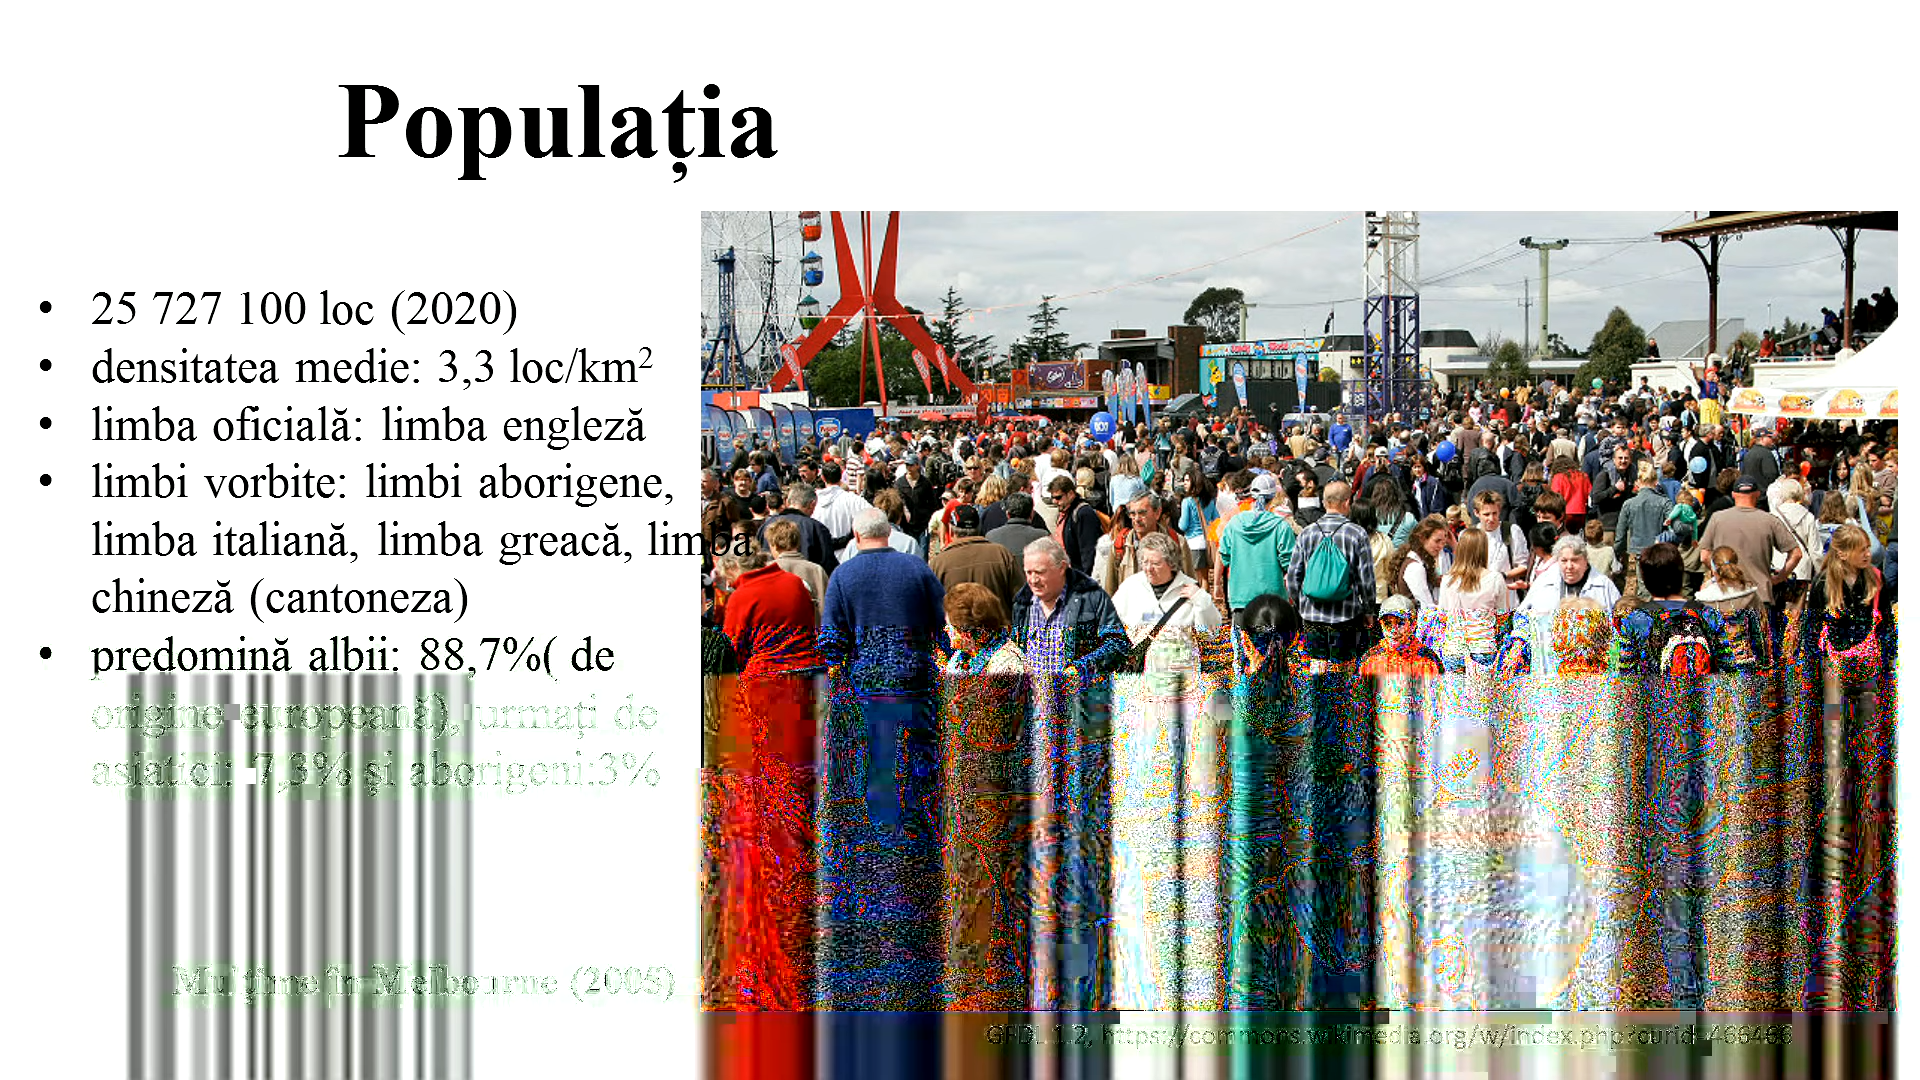 Populația
• 25 727 100 loc (2020)
• densitatea medie: 3,3 loc/km²
• limba oficială: limba engleză
• limbi vorbite: limbi aborigene,
limba italiană, limba greacă, limba
chineză (cantoneza)
• predomină albii: 88,7%( de
origine europeană), urmați de
asiatici: 7,3% și aborigeni:3%
Mulțime în Melbourne (2005)
GFDL 1.2, https://commons.wikimedia.org/w/index.php?curid=466466